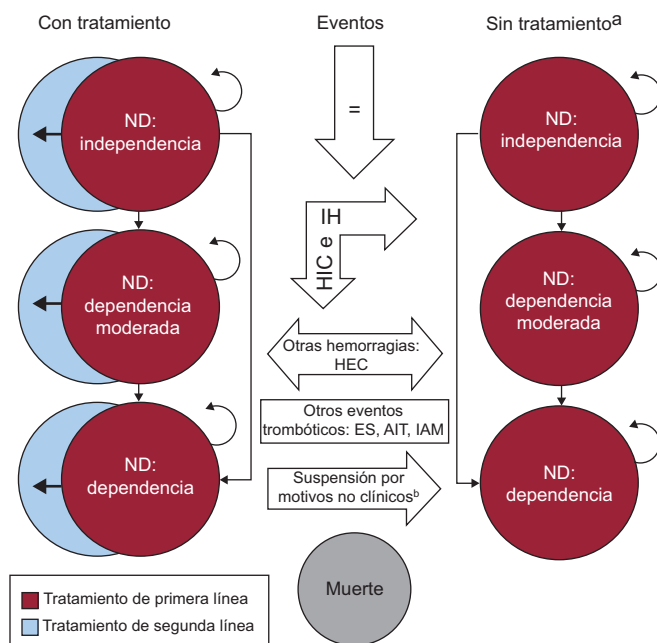 Con tratamiento
Eventos
Sin tratamientoa
ND:
independencia
ND:
dependencia
moderada
ND:
dependencia
=
IH
HIC e
Otras hemorragias:
HEC
Otros eventos
trombóticos: ES, AIT, IAM
Suspensión por
motivos no clínicosb
Muerte
ND:
independencia
ND:
dependencia
moderada
ND:
dependencia
Tratamiento de primera línea
Tratamiento de segunda línea